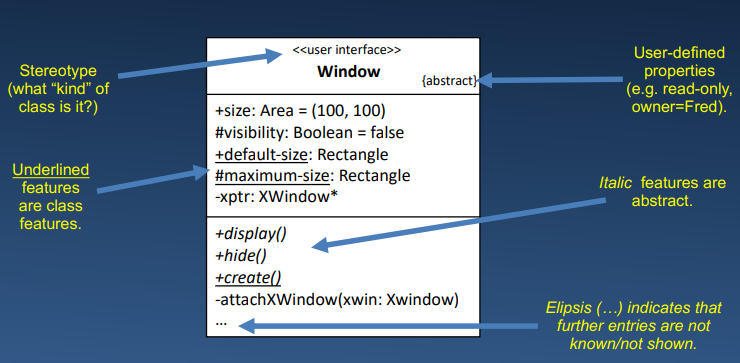 <<user interface>>
Window
{abstract}
+size: Area = (100, 100)
#visibility: Boolean = false
+default-size: Rectangle
#maximum-size: Rectangle
-xptr: XWindow*
+display()
+hide()
+create()
-attachXWindow(xwin: Xwindow)
...
Stereotype
(what “kind” of
class is it?)
Underlined
features
are class
features.
User-defined
properties
(e.g. read-only,
owner=Fred).
Italic features are
abstract.
Elipsis (…) indicates that
further entries are not
known/not shown.